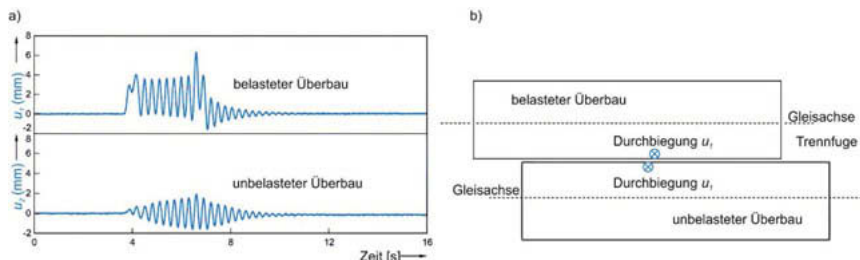 a)
8
6
4
2
0
-2
u₁ (mm)
belasteter Überbau
8
6
4
2
0
-2
u₂ (mm)
unbelasteter Überbau
0
4
8
12
16
Zeit [s]
b)
belasteter Überbau
Gleisachse
Durchbiegung u₁
Trennfuge
Gleisachse
Durchbiegung u₁
unbelasteter Überbau